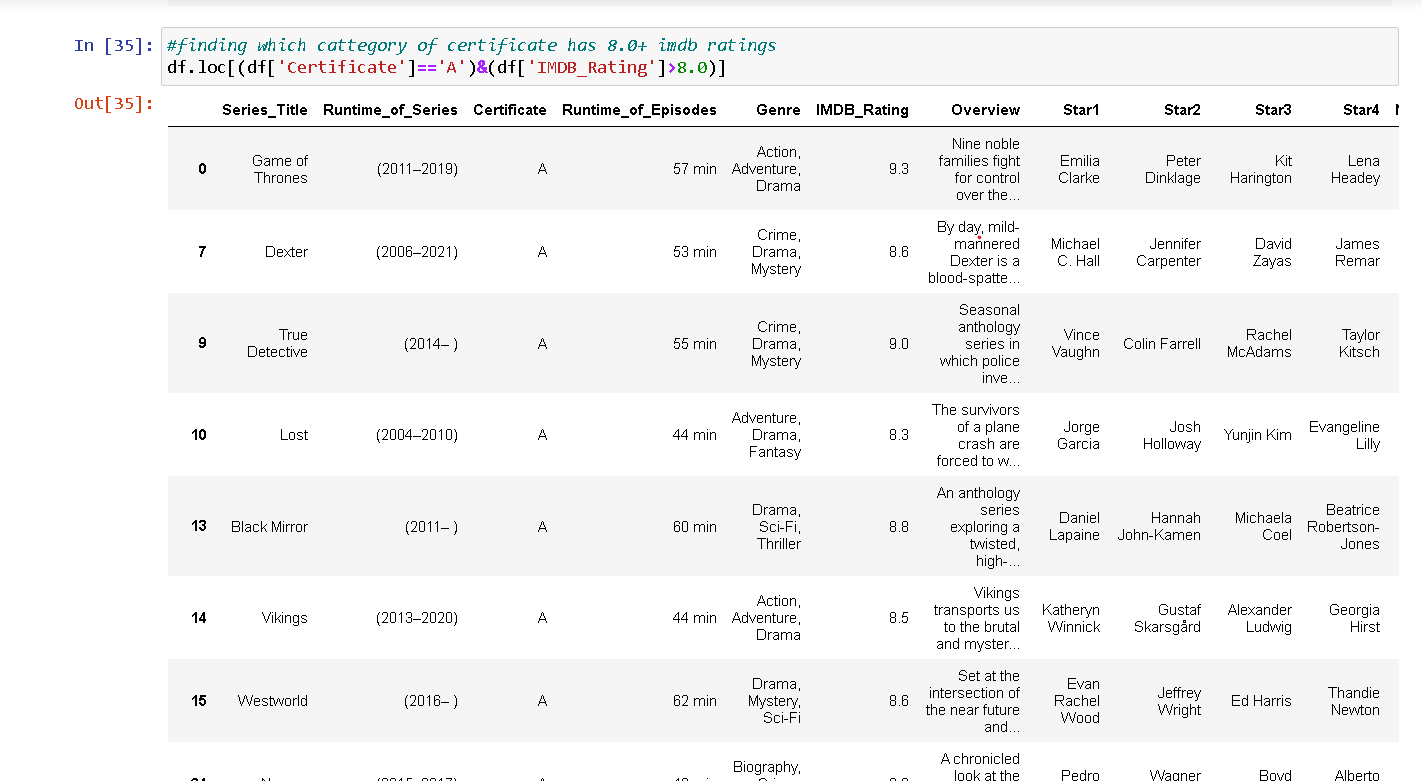 In [35]: #finding which cattegory of certificate has 8.0+ imdb ratings
df.loc[(df['Certificate']=='A')&(df['IMDB_Rating']>8.0)]
Out[35]:
Series_Title Runtime_of_Series Certificate Runtime_of_Episodes Genre IMDB_Rating Overview Star1 Star2 Star3 Star4
0 Game of Thrones (2011–2019) A 57 min Action, Adventure, Drama 9.3 Nine noble families fight for control over the... Emilia Clarke Peter Dinklage Kit Harington Lena Headey
7 Dexter (2006–2021) A 53 min Crime, Drama, Mystery 8.6 By day, mild-mannered Dexter is a blood-spatte... Michael C. Hall Jennifer Carpenter David Zayas James Remar
9 True Detective (2014– ) A 55 min Crime, Drama, Mystery 9.0 Seasonal anthology series in which police inve... Vince Vaughn Colin Farrell Rachel McAdams Taylor Kitsch
10 Lost (2004–2010) A 44 min Adventure, Drama, Fantasy 8.3 The survivors of a plane crash are forced to w... Jorge Garcia Josh Holloway Yunjin Kim Evangeline Lilly
13 Black Mirror (2011– ) A 60 min Drama, Sci-Fi, Thriller 8.8 An anthology series exploring a twisted, high-... Daniel Lapaine Hannah John-Kamen Michaela Coel Beatrice Robertson-Jones
14 Vikings (2013–2020) A 44 min Action, Adventure, Drama 8.5 Vikings transports us to the brutal and myster... Katheryn Winnick Gustaf Skarsgård Alexander Ludwig Georgia Hirst
15 Westworld (2016– ) A 62 min Drama, Mystery, Sci-Fi 8.6 Set at the intersection of the near future and... Evan Rachel Wood Jeffrey Wright Ed Harris Thandie Newton
Biography, A chronicled look at the Pedro Wagner Boyd Alberto